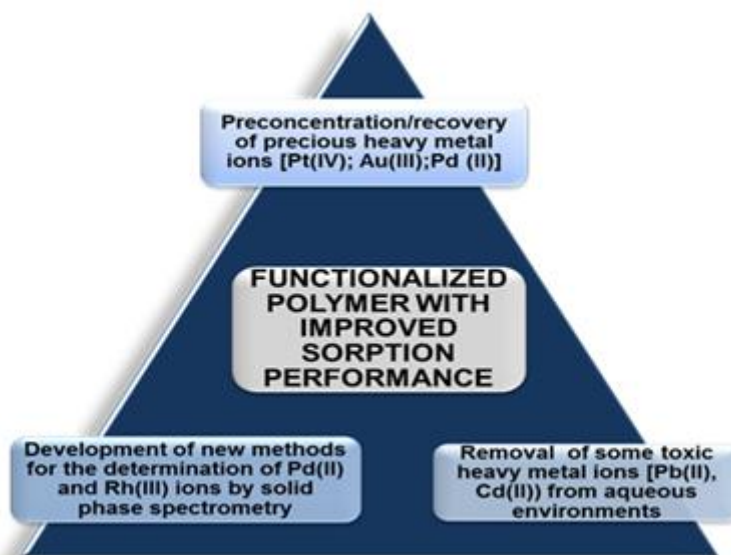 Preconcentration/recovery
of precious heavy metal
ions [Pt(IV); Au(III);Pd (II)]
FUNCTIONALIZED
POLYMER WITH
IMPROVED
SORPTION
PERFORMANCE
Development of new methods
for the determination of Pd(II)
and Rh(III) ions by solid
phase spectrometry
Removal of some toxic
heavy metal ions [Pb(II),
Cd(II)) from aqueous
environments